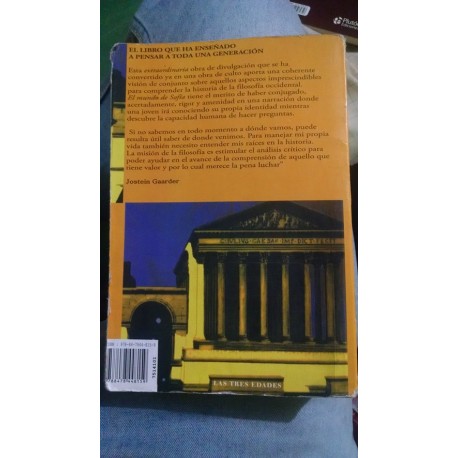 EL LIBRO QUE HA ENSEÑADO
A PENSAR A TODA UNA GENERACIÓN
Esta extraordinaria obra de divulgación que se ha
convertido ya en una obra de culto aporta una coherente
visión de conjunto sobre aquellos aspectos imprescindibles
para comprender la historia de la filosofía occidental.
El mundo de Sofía tiene el mérito de haber conjugado,
acertadamente, rigor y amenidad en una narración donde
una joven irá conociendo su propia identidad mientras
descubre la capacidad humana de hacer preguntas.
Si no sabemos en todo momento a dónde vamos, puede
resulta útil saber de donde venimos. Para manejar mi propia
vida también necesito entender mis raíces en la historia.
La misión de la filosofía es estimular el análisis crítico para
poder ayudar en el avance de la comprensión de aquello que
tiene valor y por lo cual merece la pena luchar"
Jostein Gaarder
LAS TRES EDADES
7518101